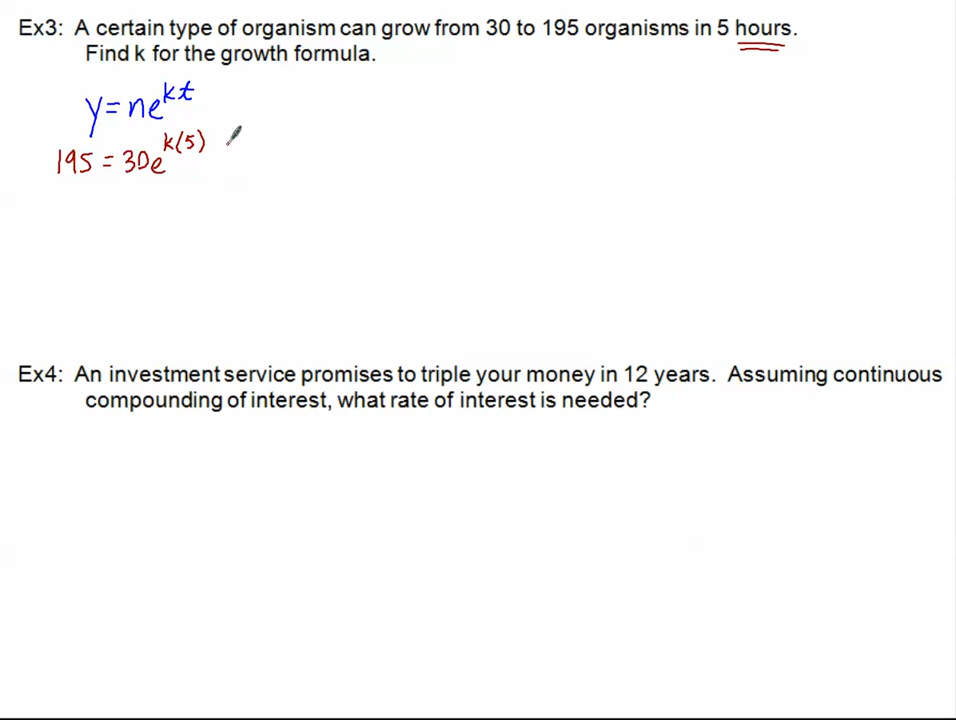 Ex3: A certain type of organism can grow from 30 to 195 organisms in 5 hours.
Find k for the growth formula.
y = ne^{kt}
195 = 30e^{k(5)}
Ex4: An investment service promises to triple your money in 12 years. Assuming continuous
compounding of interest, what rate of interest is needed?